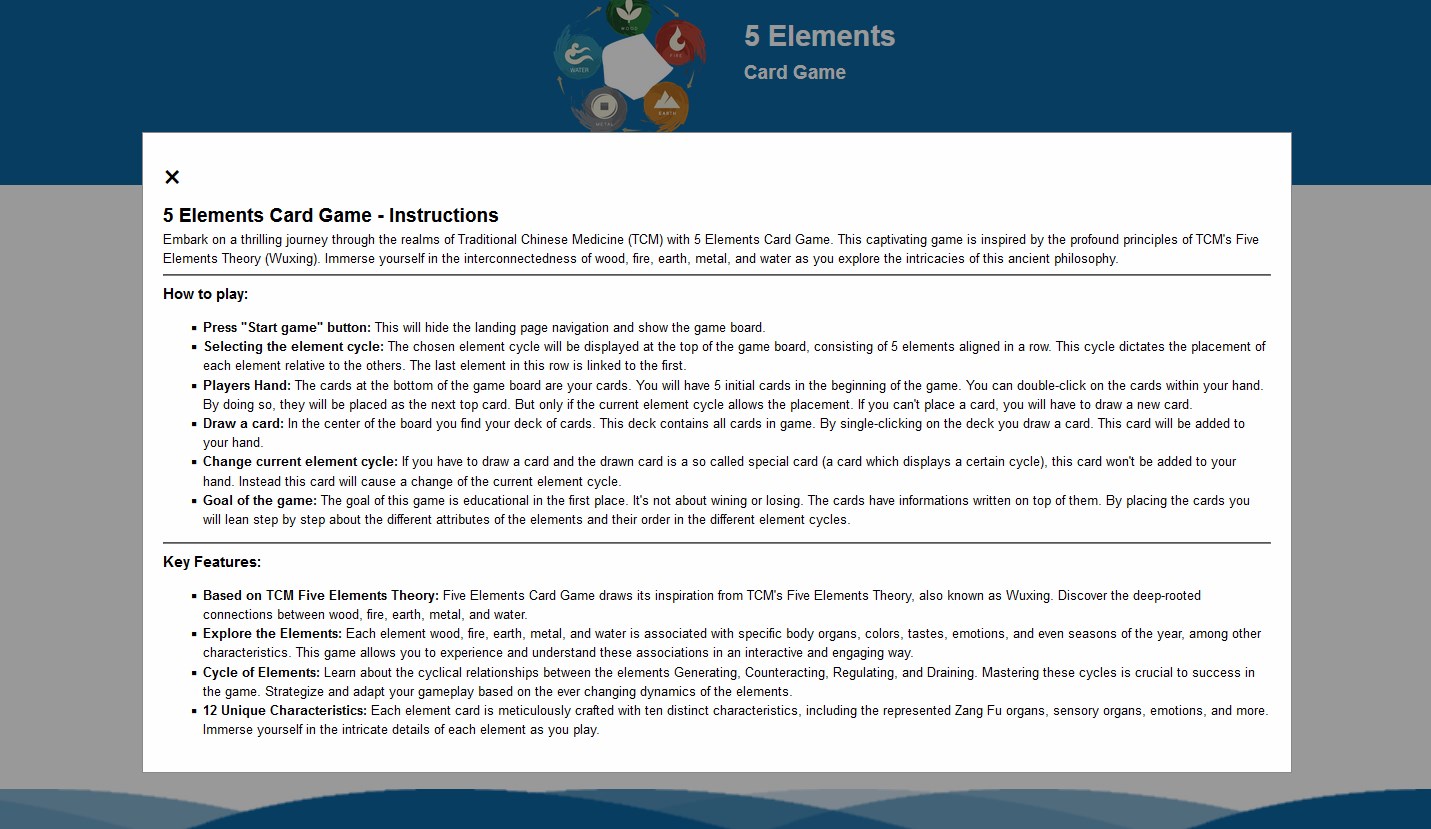 WOOD
5 Elements
FIRE
WATER
Card Game
EARTH
METAL
×
5 Elements Card Game - Instructions
Embark on a thrilling journey through the realms of Traditional Chinese Medicine (TCM) with 5 Elements Card Game. This captivating game is inspired by the profound principles of TCM's Five
Elements Theory (Wuxing). Immerse yourself in the interconnectedness of wood, fire, earth, metal, and water as you explore the intricacies of this ancient philosophy.
How to play:
▪ Press "Start game" button: This will hide the landing page navigation and show the game board.
▪ Selecting the element cycle: The chosen element cycle will be displayed at the top of the game board, consisting of 5 elements aligned in a row. This cycle dictates the placement of
each element relative to the others. The last element in this row is linked to the first.
▪ Players Hand: The cards at the bottom of the game board are your cards. You will have 5 initial cards in the beginning of the game. You can double-click on the cards within your hand.
By doing so, they will be placed as the next top card. But only if the current element cycle allows the placement. If you can't place a card, you will have to draw a new card.
▪ Draw a card: In the center of the board you find your deck of cards. This deck contains all cards in game. By single-clicking on the deck you draw a card. This card will be added to
your hand.
▪ Change current element cycle: If you have to draw a card and the drawn card is a so called special card (a card which displays a certain cycle), this card won't be added to your
hand. Instead this card will cause a change of the current element cycle.
▪ Goal of the game: The goal of this game is educational in the first place. It's not about wining or losing. The cards have informations written on top of them. By placing the cards you
will lean step by step about the different attributes of the elements and their order in the different element cycles.
Key Features:
▪ Based on TCM Five Elements Theory: Five Elements Card Game draws its inspiration from TCM's Five Elements Theory, also known as Wuxing. Discover the deep-rooted
connections between wood, fire, earth, metal, and water.
▪ Explore the Elements: Each element wood, fire, earth, metal, and water is associated with specific body organs, colors, tastes, emotions, and even seasons of the year, among other
characteristics. This game allows you to experience and understand these associations in an interactive and engaging way.
▪ Cycle of Elements: Learn about the cyclical relationships between the elements Generating, Counteracting, Regulating, and Draining. Mastering these cycles is crucial to success in
the game. Strategize and adapt your gameplay based on the ever changing dynamics of the elements.
▪ 12 Unique Characteristics: Each element card is meticulously crafted with ten distinct characteristics, including the represented Zang Fu organs, sensory organs, emotions, and more.
Immerse yourself in the intricate details of each element as you play.